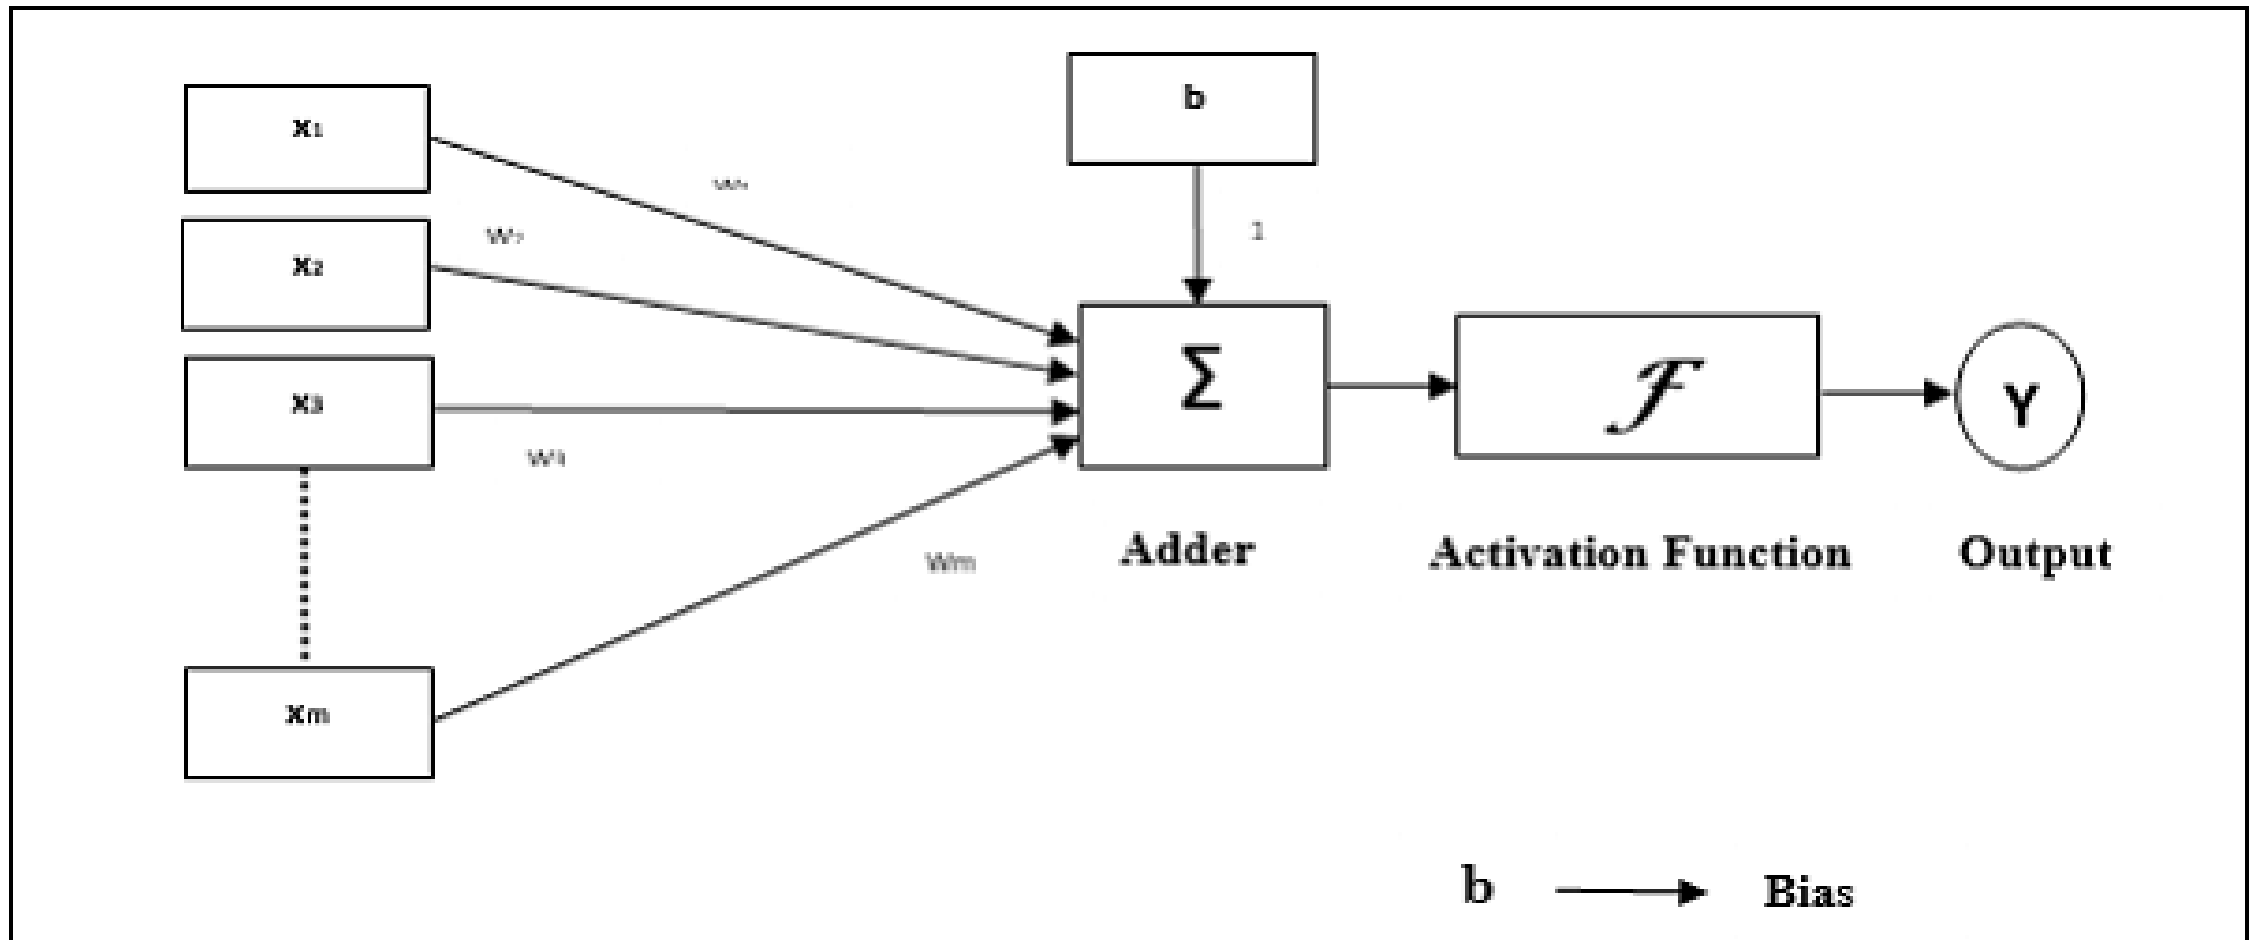 x1
b
W2
1
x2
x3
W3
Σ
ℱ
Y
Wm
Adder
Activation Function
Output
xm
b
Bias